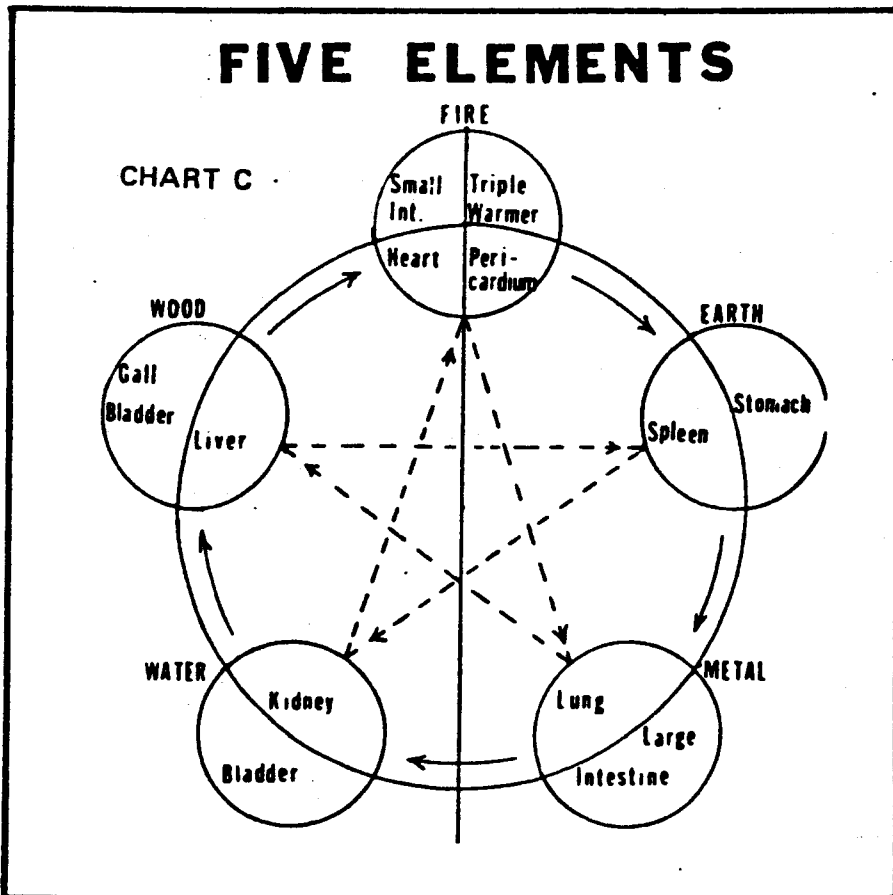 FIVE ELEMENTS
CHART C
FIRE
Small
Int.
Triple
Warmer
Heart
Peri-
cardium
WOOD
Gall
Bladder
Liver
EARTH
Stomach
Spleen
WATER
Kidney
Bladder
METAL
Lung
Large
Intestine